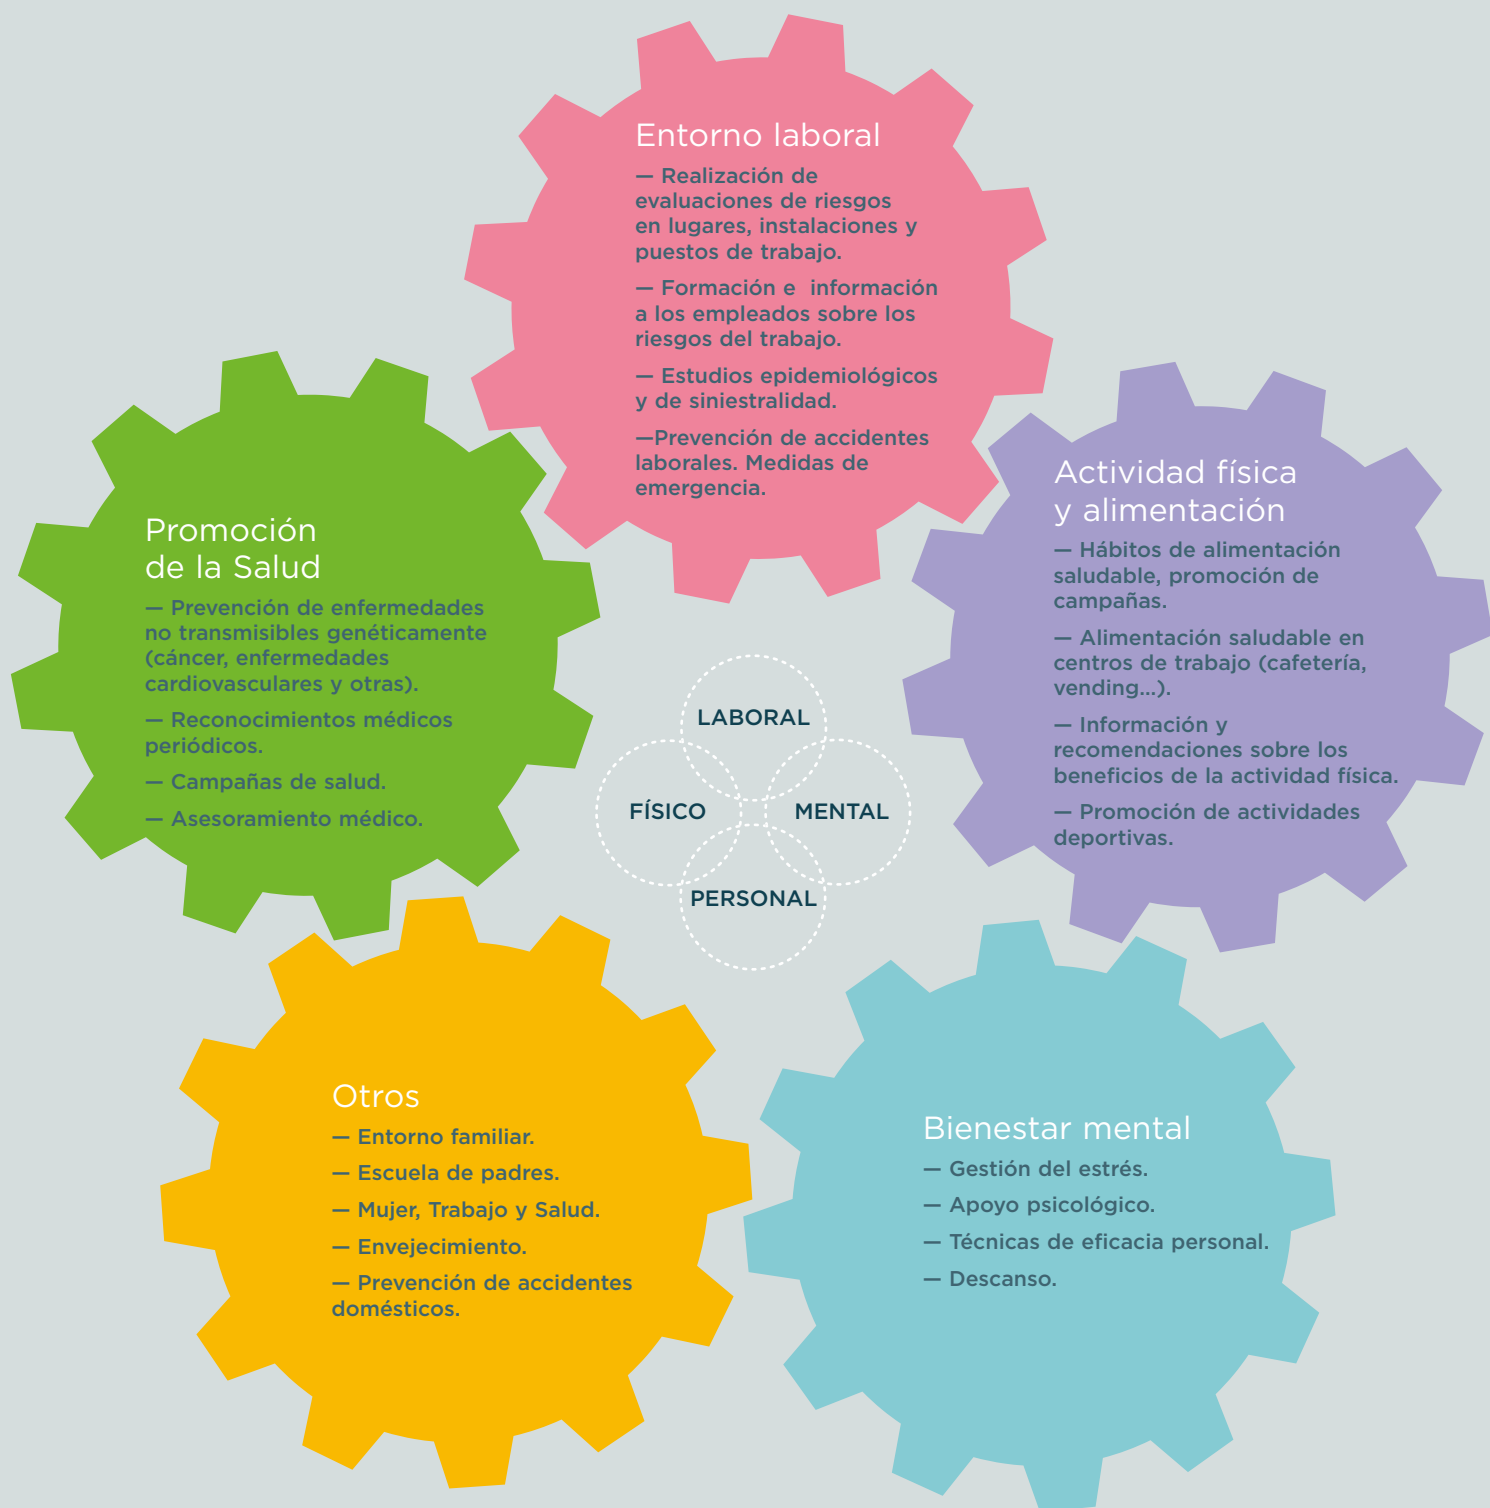 Entorno laboral
— Realización de
evaluaciones de riesgos
en lugares, instalaciones y
puestos de trabajo.
— Formación e  información
a los empleados sobre los
riesgos del trabajo.
— Estudios epidemiológicos
y de siniestralidad.
—Prevención de accidentes
laborales. Medidas de
emergencia.
Promoción
de la Salud
— Prevención de enfermedades
no transmisibles genéticamente
(cáncer, enfermedades
cardiovasculares y otras).
— Reconocimientos médicos
periódicos.
— Campañas de salud.
— Asesoramiento médico.
Actividad física
y alimentación
— Hábitos de alimentación
saludable, promoción de
campañas.
— Alimentación saludable en
centros de trabajo (cafetería,
vending...).
— Información y
recomendaciones sobre los
beneficios de la actividad física.
— Promoción de actividades
deportivas.
LABORAL
FÍSICO
MENTAL
PERSONAL
Otros
— Entorno familiar.
— Escuela de padres.
— Mujer, Trabajo y Salud.
— Envejecimiento.
— Prevención de accidentes
domésticos.
Bienestar mental
— Gestión del estrés.
— Apoyo psicológico.
— Técnicas de eficacia personal.
— Descanso.